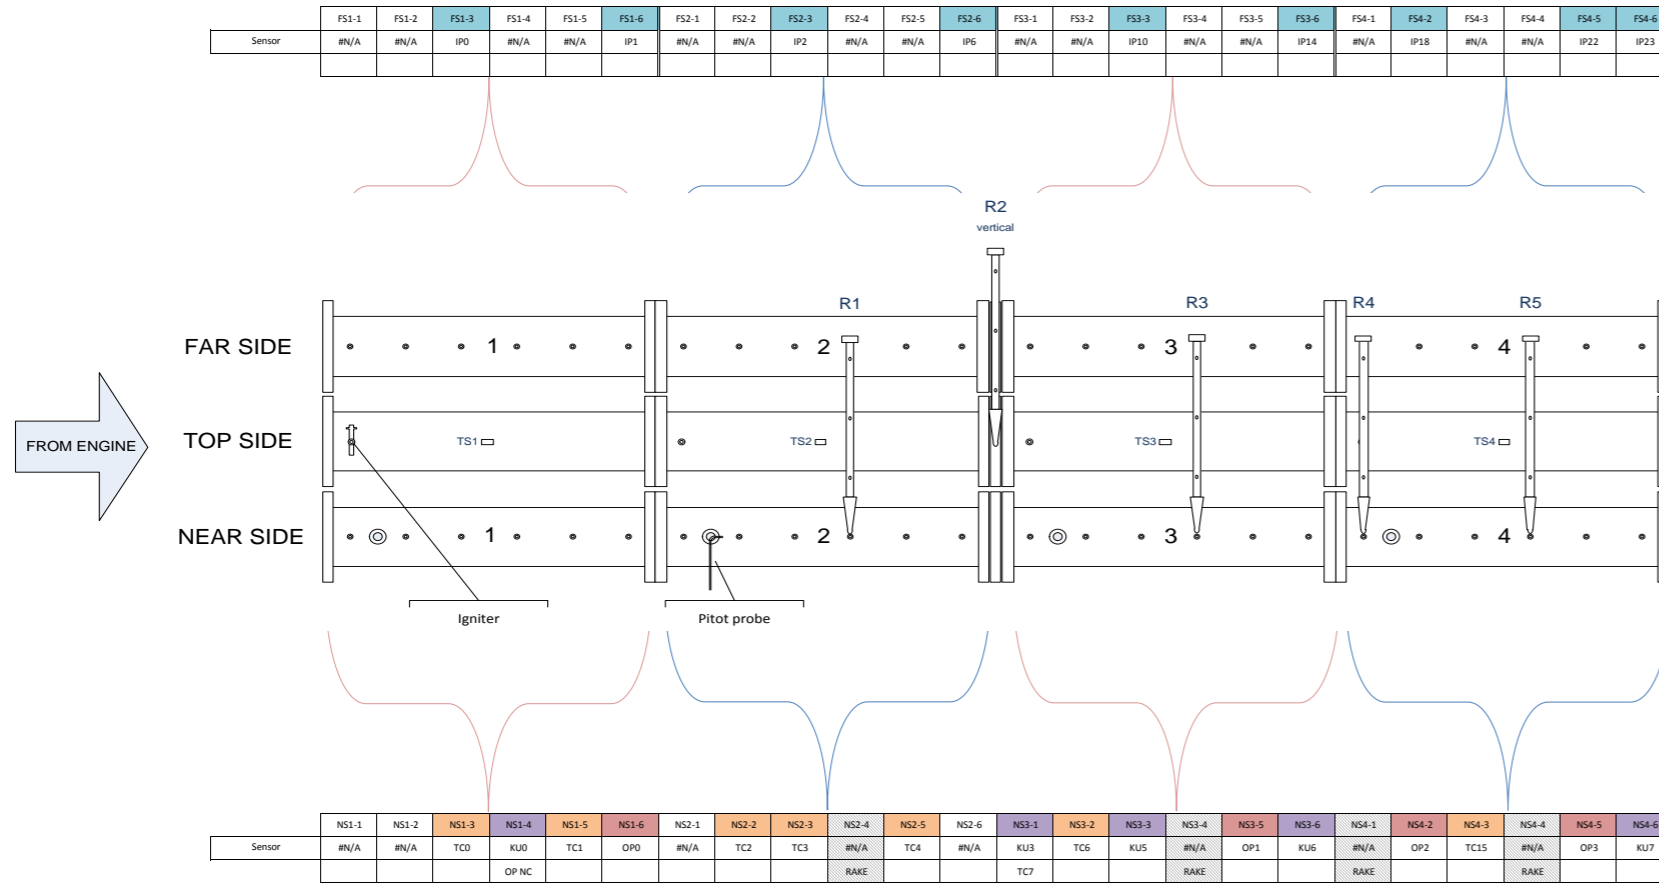 FS1-1 FS1-2 FS1-3 FS1-4 FS1-5 FS1-6 FS2-1 FS2-2 FS2-3 FS2-4 FS2-5 FS2-6 FS3-1 FS3-2 FS3-3 FS3-4 FS3-5 FS3-6 FS4-1 FS4-2 FS4-3 FS4-4 FS4-5 FS4-6
Sensor #N/A #N/A IP0 #N/A #N/A IP1 #N/A #N/A IP2 #N/A #N/A IP6 #N/A #N/A IP10 #N/A #N/A IP14 #N/A IP18 #N/A #N/A IP22 IP23
R2
vertical
R1 R3 R4 R5
FAR SIDE 1 2 3 4
FROM ENGINE
TOP SIDE TS1 TS2 TS3 TS4
NEAR SIDE 1 2 3 4
Igniter Pitot probe
NS1-1 NS1-2 NS1-3 NS1-4 NS1-5 NS1-6 NS2-1 NS2-2 NS2-3 NS2-4 NS2-5 NS2-6 NS3-1 NS3-2 NS3-3 NS3-4 NS3-5 NS3-6 NS4-1 NS4-2 NS4-3 NS4-4 NS4-5 NS4-6
Sensor #N/A #N/A TC0 KU0 TC1 OP0 #N/A TC2 TC3 #N/A TC4 #N/A KU3 TC6 KU5 #N/A OP1 KU6 #N/A OP2 TC15 #N/A OP3 KU7
OP NC RAKE TC7 RAKE RAKE RAKE